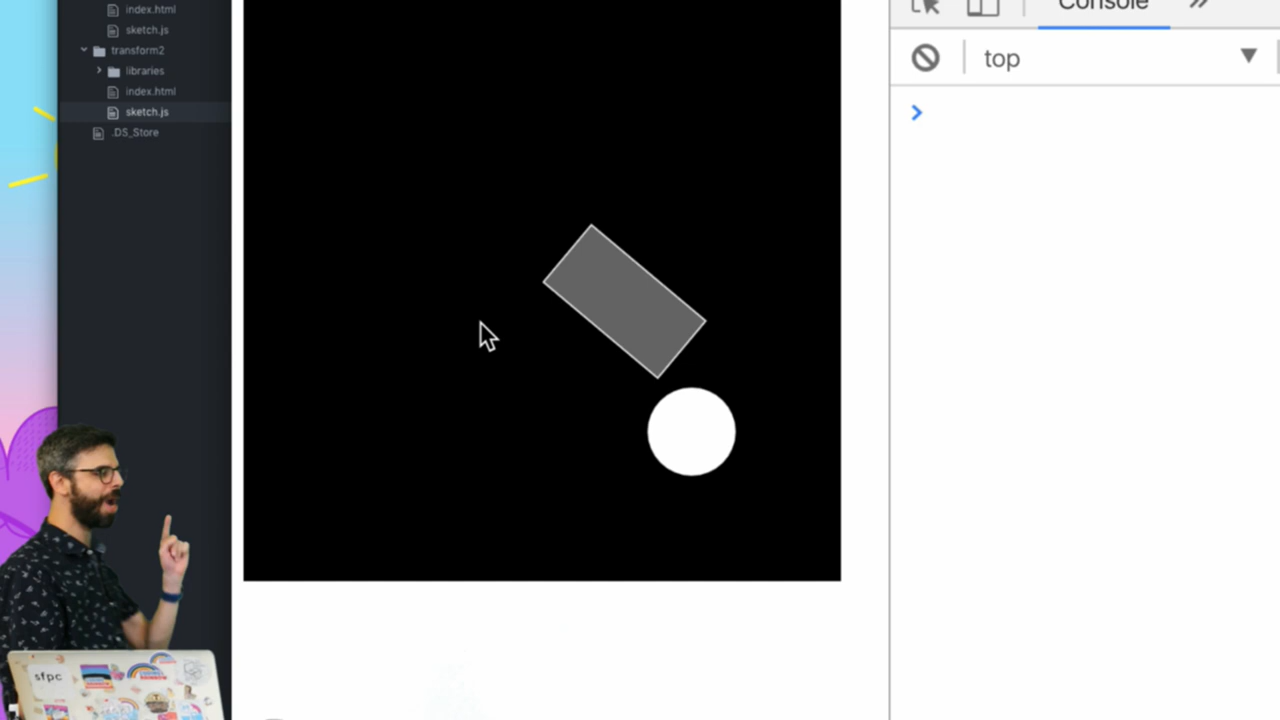 index.html
sketch.js
transform2
libraries
index.html
sketch.js
.DS_Store
Console
top
sfpc